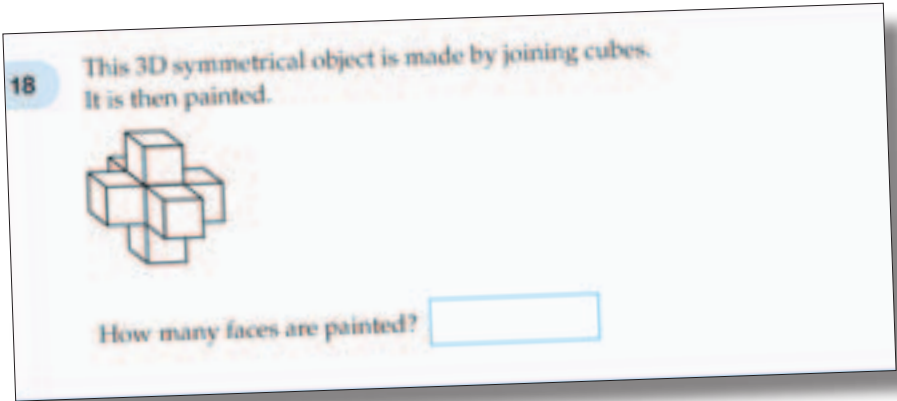 18
This 3D symmetrical object is made by joining cubes.
It is then painted.
How many faces are painted?